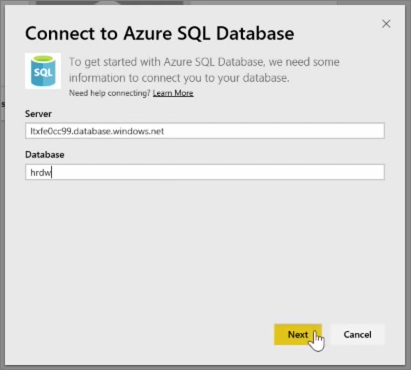 Connect to Azure SQL Database
SQL
To get started with Azure SQL Database, we need some
information to connect you to your database.
Need help connecting? Learn More
Server
ltxfe0cc99.database.windows.net
Database
hrdw
Next
Cancel